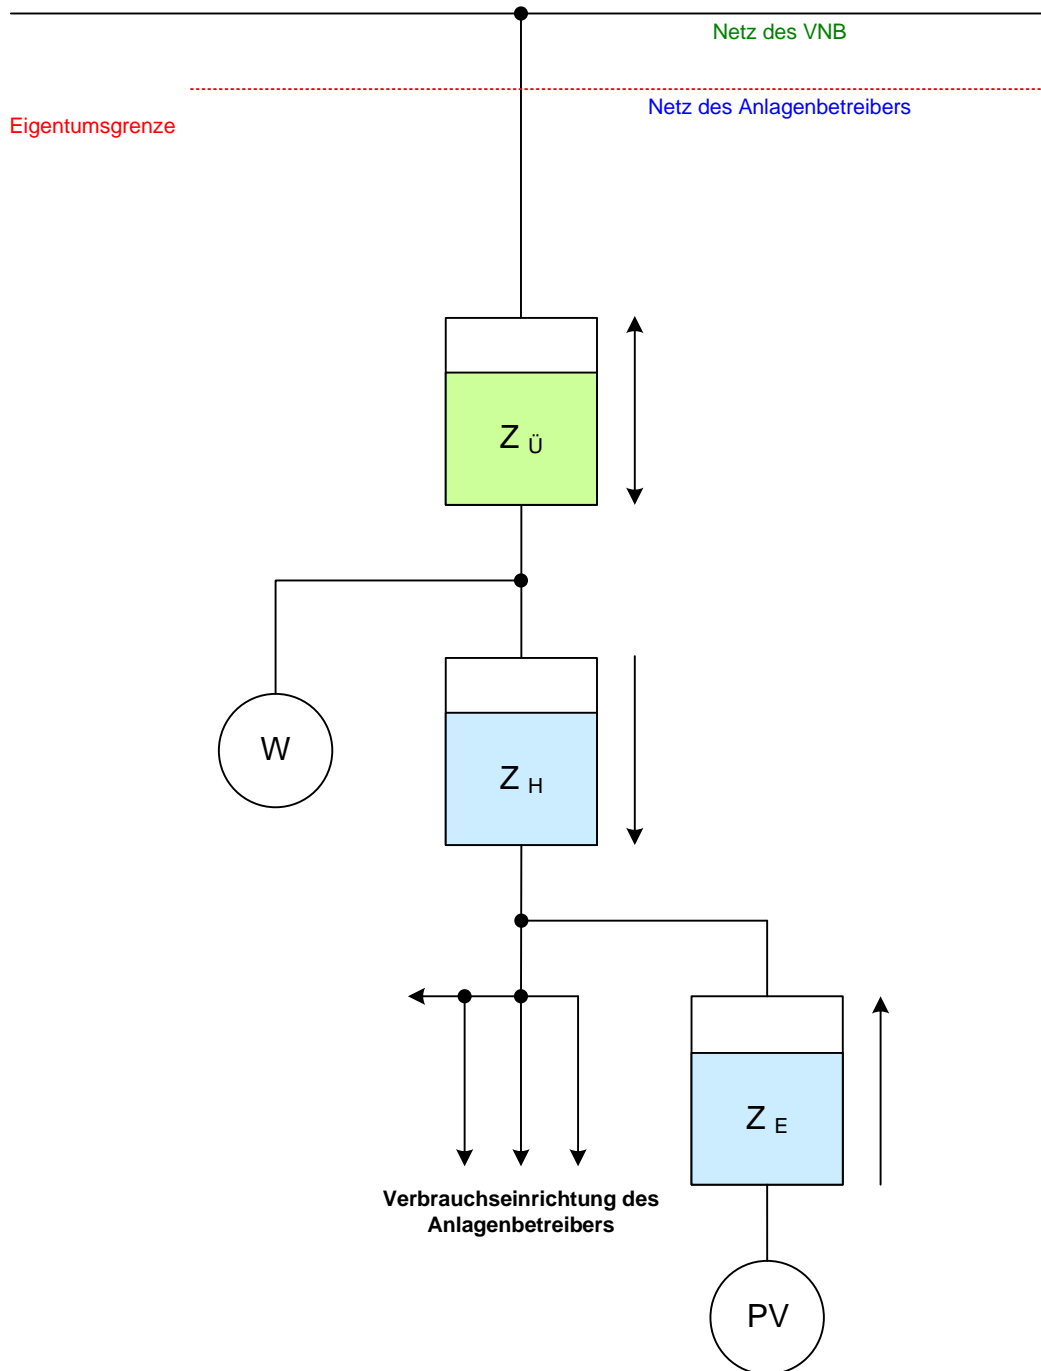 Netz des VNB
Netz des Anlagenbetreibers
Eigentumsgrenze
Z Ü
W
Z H
Z E
Verbrauchseinrichtung des
Anlagenbetreibers
PV